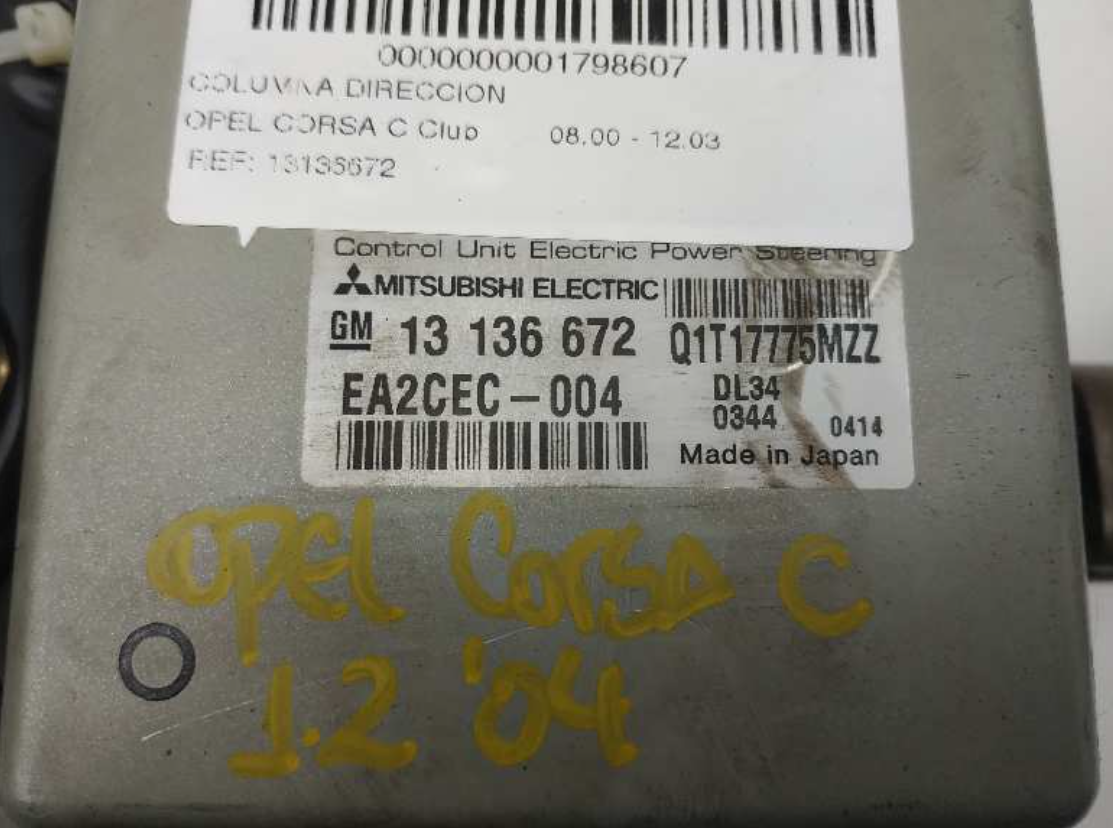 0000000001798607
COLUMNA DIRECCION
OPEL CORSA C Club 08.00 - 12.03
REF: 13135672
Control Unit Electric Power Steering
MITSUBISHI ELECTRIC
GM 13 136 672 Q1T17775MZZ
EA2CEC-004 DL34
0344 0414
Made in Japan
OPEL CORSA C
1.2 '04